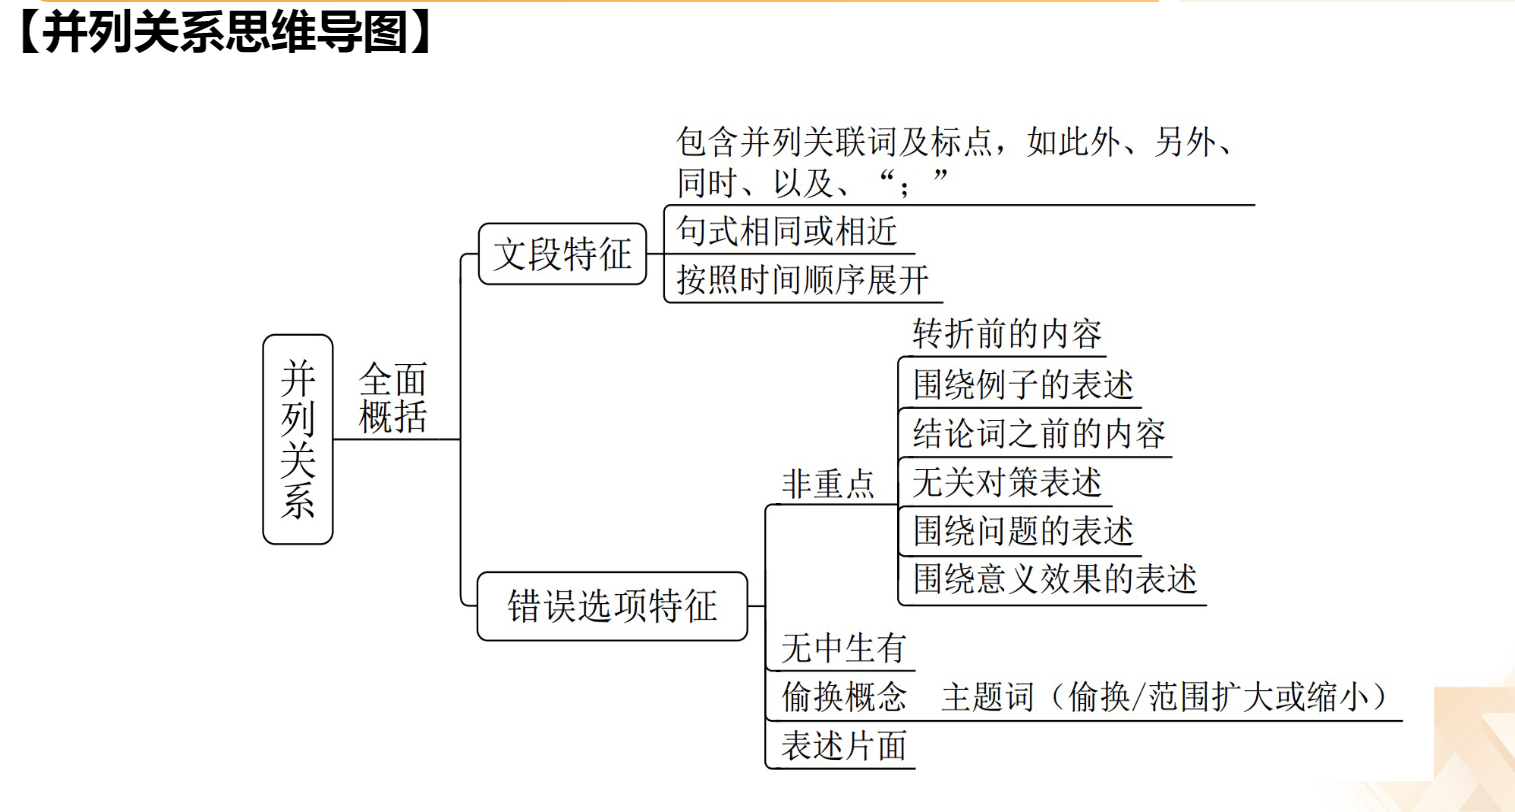 【并列关系思维导图】
包含并列关联词及标点，如此外、另外、
同时、以及、“；”
句式相同或相近
文段特征
按照时间顺序展开
转折前的内容
并列关系
全面
概括
围绕例子的表述
结论词之前的内容
非重点
无关对策表述
围绕问题的表述
围绕意义效果的表述
错误选项特征
无中生有
偷换概念 主题词（偷换/范围扩大或缩小）
表述片面